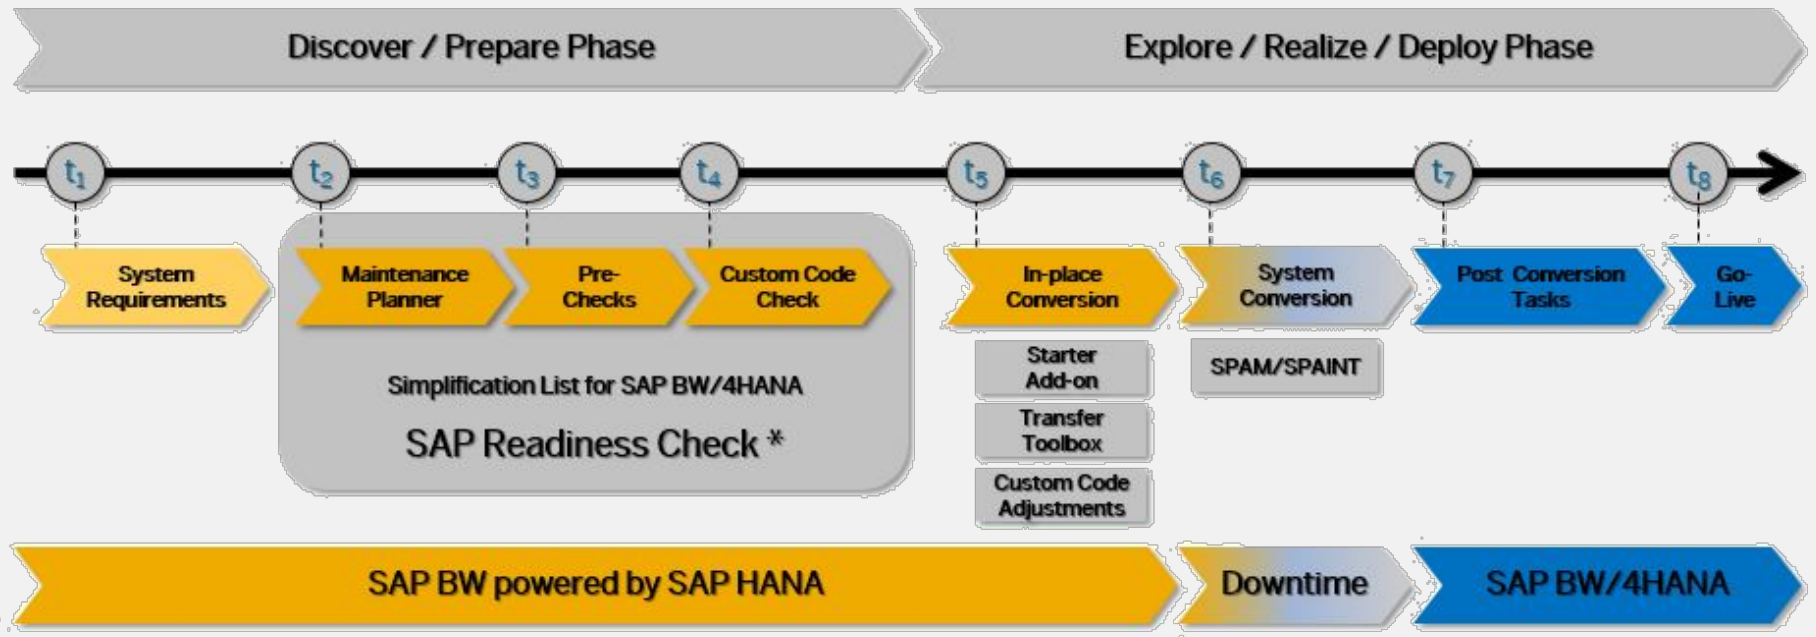 Discover / Prepare Phase
Explore / Realize / Deploy Phase
t1
t2
t3
t4
t5
t6
t7
t8
System
Requirements
Maintenance
Planner
Pre-
Checks
Custom Code
Check
In-place
Conversion
System
Conversion
Post Conversion
Tasks
Go-
Live
Simplification List for SAP BW/4HANA
SAP Readiness Check *
Starter
Add-on
Transfer
Toolbox
Custom Code
Adjustments
SPAM/SPAINT
SAP BW powered by SAP HANA
Downtime
SAP BW/4HANA